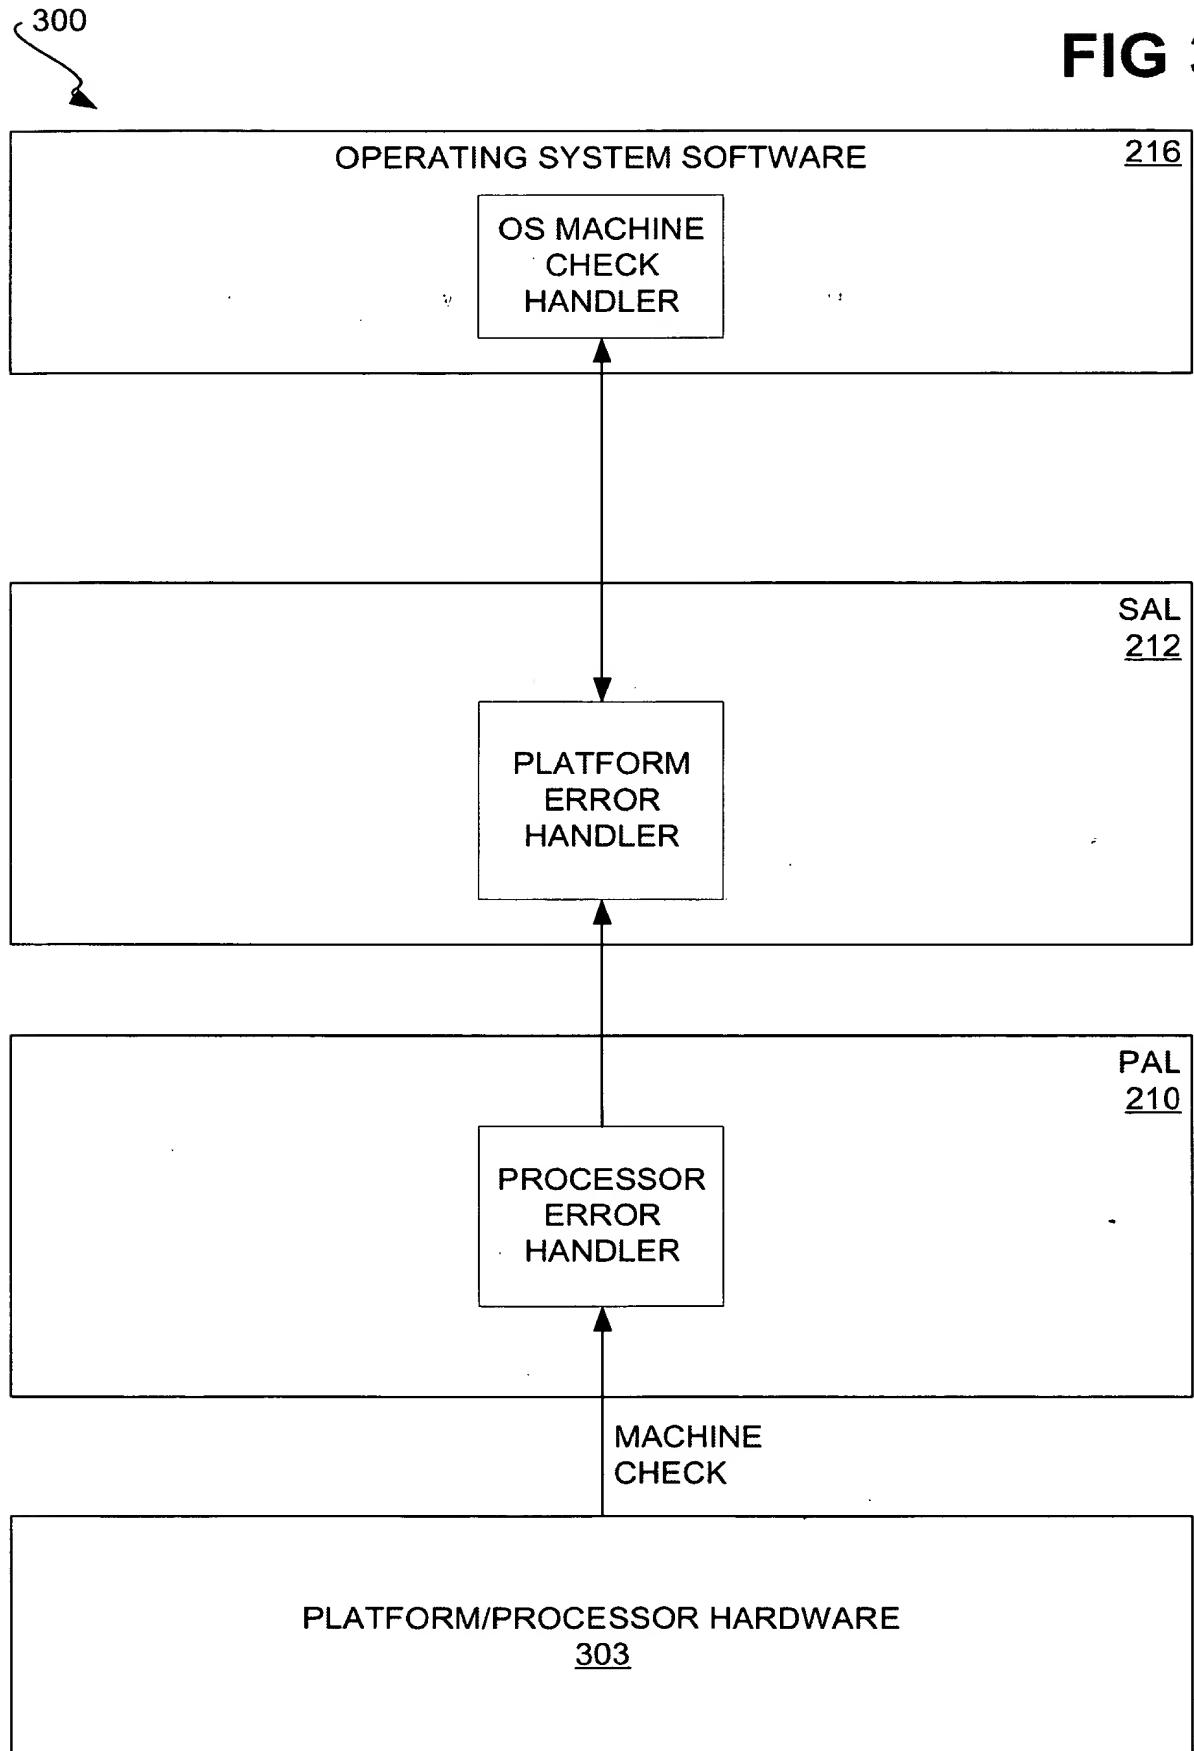 300
FIG
OPERATING SYSTEM SOFTWARE
216
OS MACHINE
CHECK
HANDLER
SAL
212
PLATFORM
ERROR
HANDLER
PAL
210
PROCESSOR
ERROR
HANDLER
MACHINE
CHECK
PLATFORM/PROCESSOR HARDWARE
303